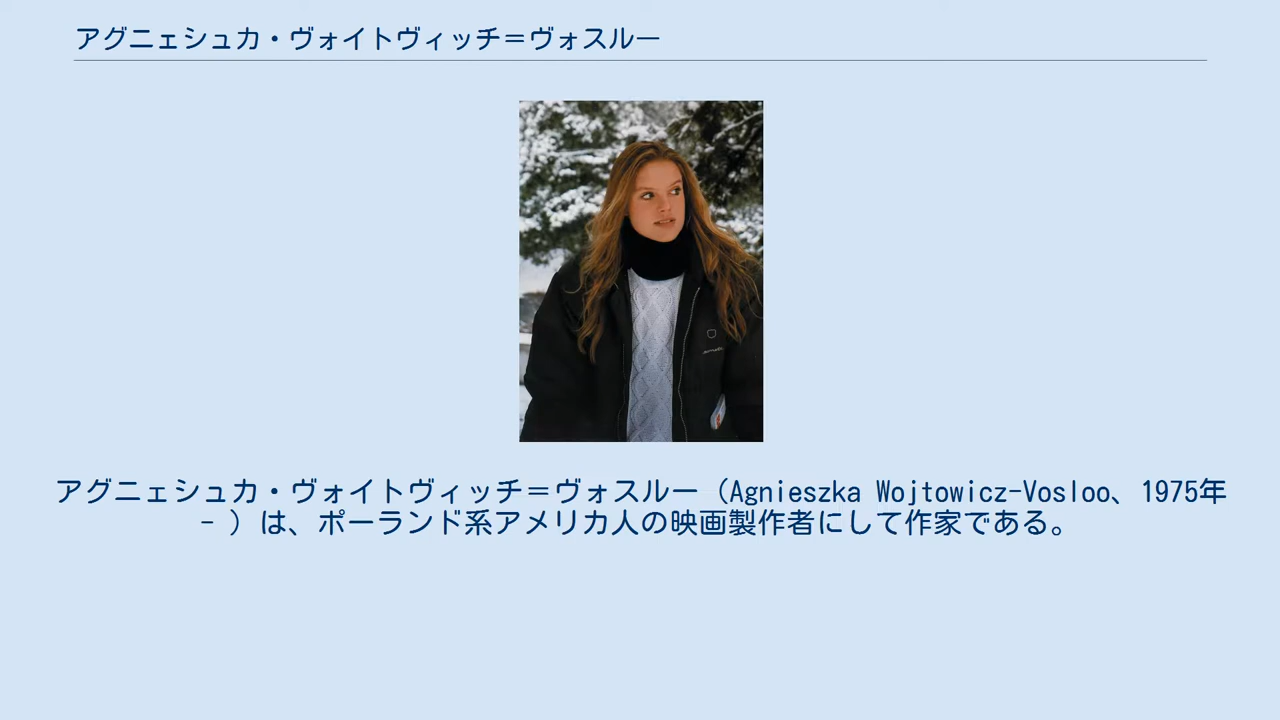 アグニェシュカ・ヴォイトヴィッチ＝ヴォスルー
アグニェシュカ・ヴォイトヴィッチ＝ヴォスルー（Agnieszka Wojtowicz-Vosloo、1975年
- ）は、ポーランド系アメリカ人の映画製作者にして作家である。